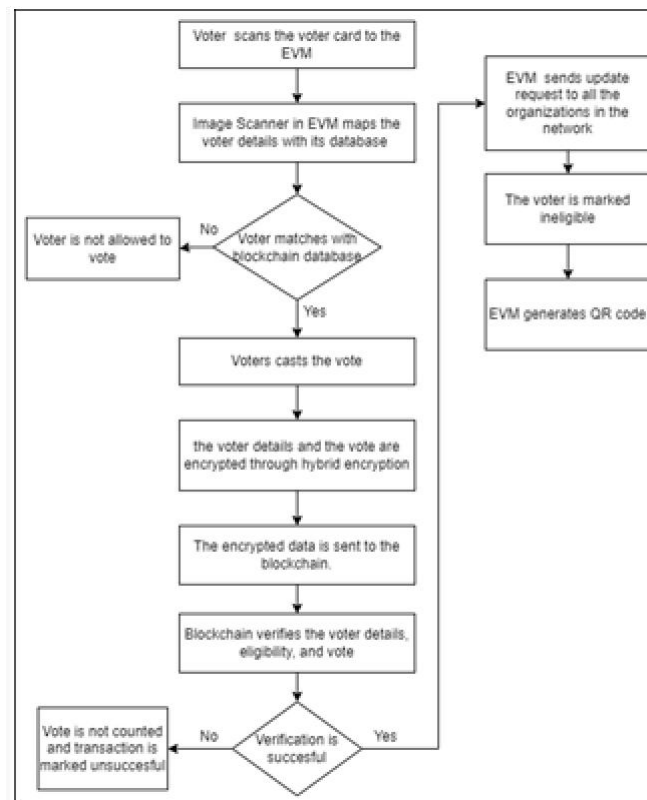 Voter scans the voter card to the
EVM
Image Scanner in EVM maps the
voter details with its database
No
Voter is not allowed to
vote
Voter matches with
blockchain database
Yes
Voters casts the vote
the voter details and the vote are
encrypted through hybrid encryption
The encrypted data is sent to the
blockchain.
Blockchain verifies the voter details,
eligibility, and vote
No
Vote is not counted
and transaction is
marked unsuccesful
Verification is
succesful
Yes
EVM sends update
request to all the
organizations in the
network
The voter is marked
ineligible
EVM generates QR code